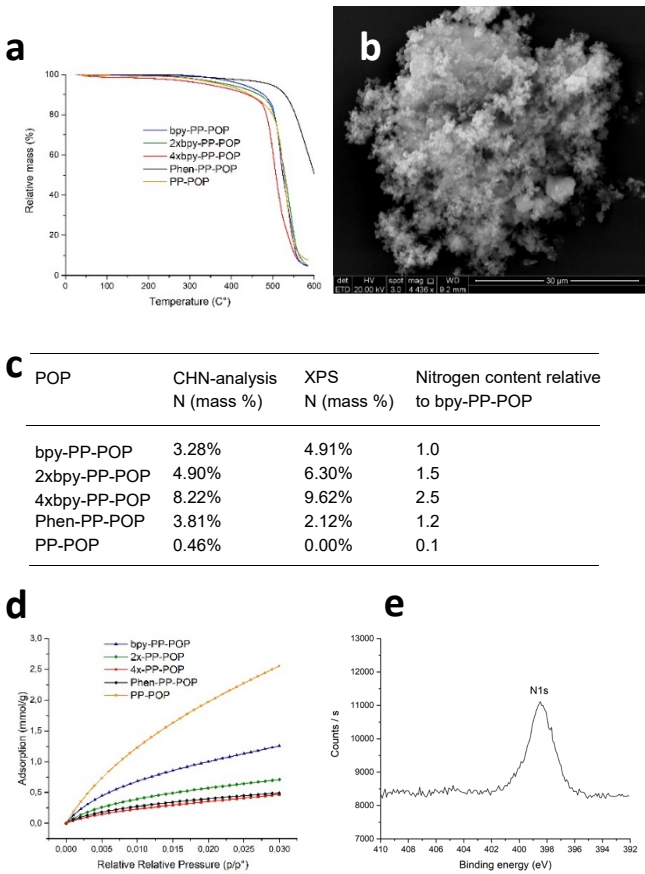 a
100
80
60
40
20
0
Relative mass (%)
bpy-PP-POP
2xbpy-PP-POP
4xbpy-PP-POP
Phen-PP-POP
PP-POP
0 100 200 300 400 500 600
Temperature (C°)
b
det HV spot mag WD
ETD 20.00 kV 3.0 4 436 x 9.2 mm
30 µm
c
POP CHN-analysis XPS Nitrogen content relative
N (mass %) N (mass %) to bpy-PP-POP
bpy-PP-POP 3.28% 4.91% 1.0
2xbpy-PP-POP 4.90% 6.30% 1.5
4xbpy-PP-POP 8.22% 9.62% 2.5
Phen-PP-POP 3.81% 2.12% 1.2
PP-POP 0.46% 0.00% 0.1
d
3,0
2,5
2,0
1,5
1,0
0,5
0,0
Adsorption (mmol/g)
bpy-PP-POP
2x-PP-POP
4x-PP-POP
Phen-PP-POP
PP-POP
0,000 0,005 0,010 0,015 0,020 0,025 0,030
Relative Relative Pressure (p/p°)
e
13000
12000
11000
10000
9000
8000
7000
Counts / s
N1s
410 408 406 404 402 400 398 396 394 392
Binding energy (eV)